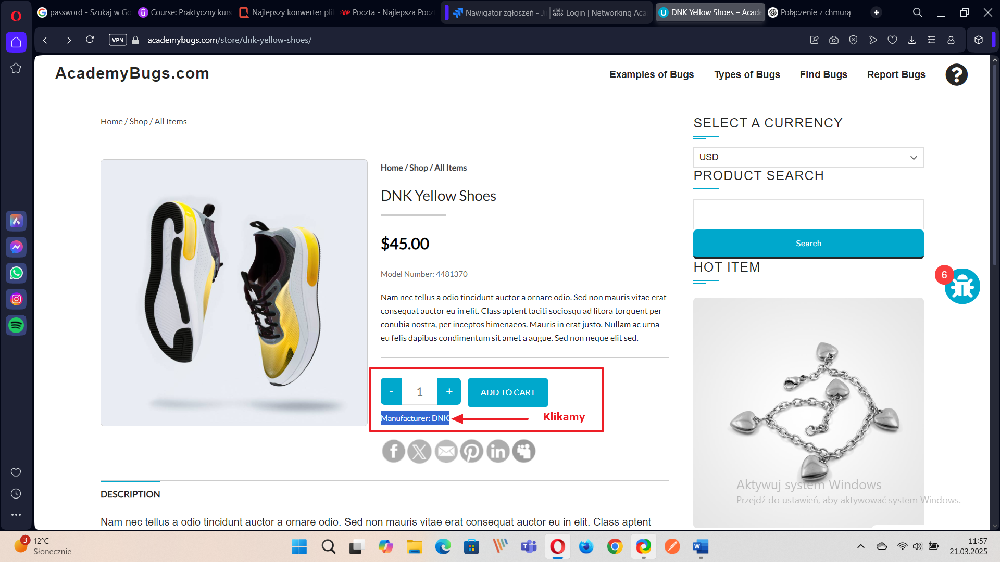 password - Szukaj w Go
Course: Praktyczny kurs
Najlepszy konwerter pli
Poczta - Najlepsza Pocz
Nawigator zgłoszeń - Ji
Login | Networking Aca
DNK Yellow Shoes – Acade
Połączenie z chmurą
VPN
academybugs.com/store/dnk-yellow-shoes/
AcademyBugs.com
Examples of Bugs
Types of Bugs
Find Bugs
Report Bugs
?
Home / Shop / All Items
Home / Shop / All Items
DNK Yellow Shoes
$45.00
Model Number: 4481370
Nam nec tellus a odio tincidunt auctor a ornare odio. Sed non mauris vitae erat
consequat auctor eu in elit. Class aptent taciti sociosqu ad litora torquent per
conubia nostra, per inceptos himenaeos. Mauris in erat justo. Nullam ac urna
eu felis dapibus condimentum sit amet a augue. Sed non neque elit sed.
- 1 + ADD TO CART
Manufacturer: DNK
Klikamy
DESCRIPTION
Nam nec tellus a odio tincidunt auctor a ornare odio. Sed non mauris vitae erat consequat auctor eu in elit. Class aptent
SELECT A CURRENCY
USD
PRODUCT SEARCH
Search
HOT ITEM
6
Aktywuj system Windows
Przejdź do ustawień, aby aktywować system Windows.
3
12°C
Słonecznie
11:57
21.03.2025